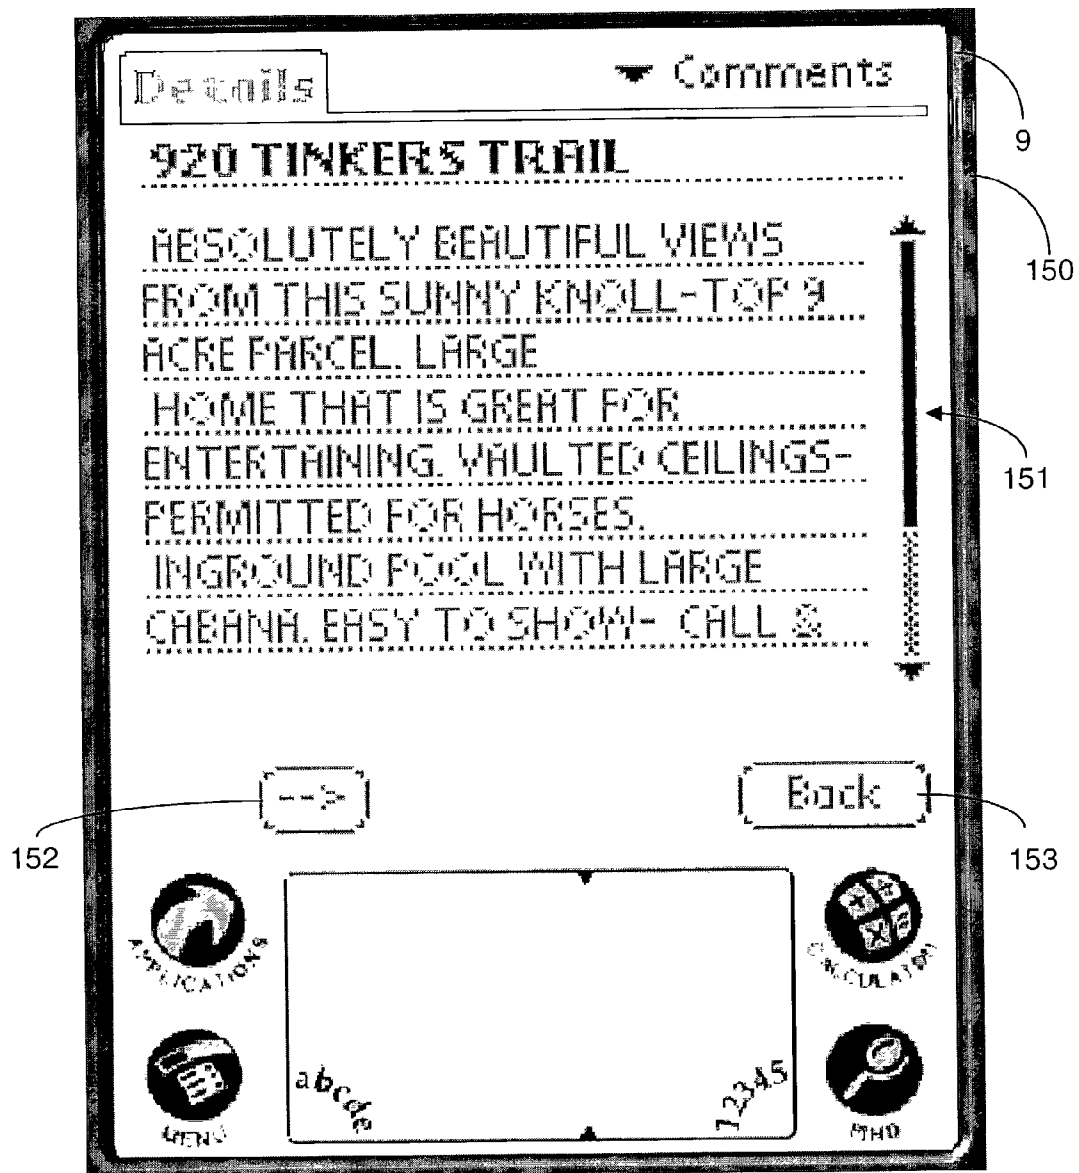 Details
Comments
9
920 TINKERS TRAIL
150
ABSOLUTELY BEAUTIFUL VIEWS
FROM THIS SUNNY KNOLL-TOP 9
ACRE PARCEL. LARGE
HOME THAT IS GREAT FOR
151
ENTERTAINING. VAULTED CEILINGS-
PERMITTED FOR HORSES.
INGROUND POOL WITH LARGE
CABANA. EASY TO SHOW- CALL &
-->
Back
152
153
APPLICATIONS
CALCULATOR
abcde
12345
MENU
FIND